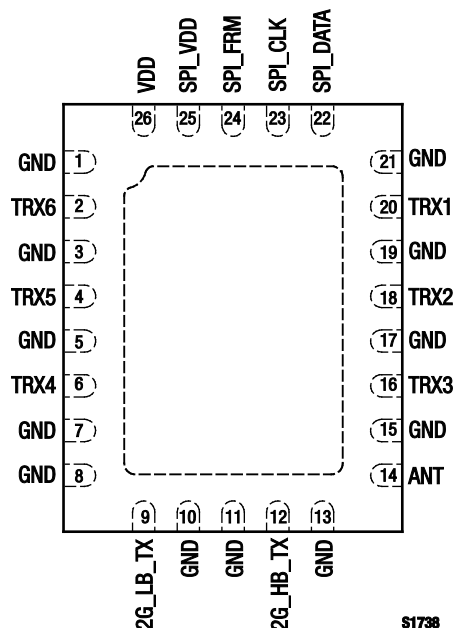 VDD
SPI_VDD
SPI_FRM
SPI_CLK
SPI_DATA
26
25
24
23
22
GND 1
21 GND
TRX6 2
20 TRX1
GND 3
19 GND
TRX5 4
18 TRX2
GND 5
17 GND
TRX4 6
16 TRX3
GND 7
15 GND
GND 8
14 ANT
9
10
11
12
13
2G_LB_TX
GND
GND
2G_HB_TX
GND
S1738